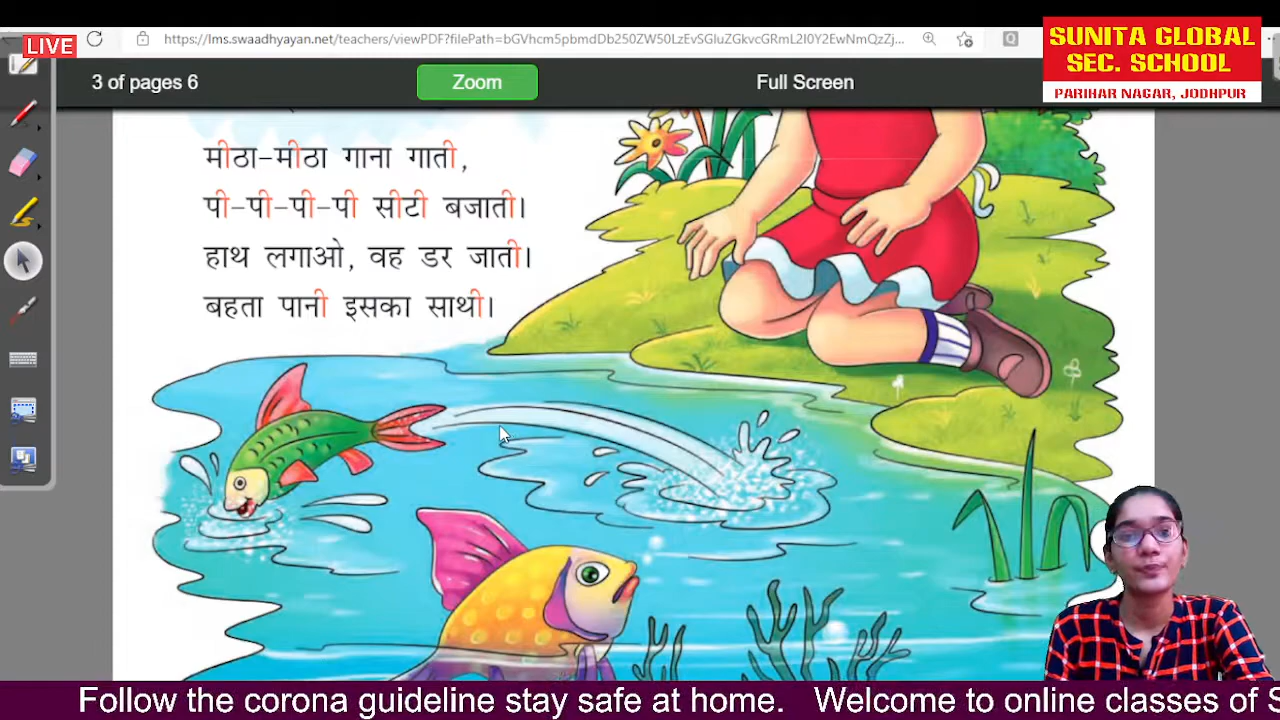 LIVE
https://lms.swaadhyayan.net/teachers/viewPDF?filePath=bGVhcm5pbmdDb250ZW50LzEvSGluZGkvcGRmL2I0Y2EwNmQzZj...
SUNITA GLOBAL
SEC. SCHOOL
PARIHAR NAGAR, JODHPUR
3 of pages 6
Zoom
Full Screen
मीठा-मीठा गाना गाती,
पी-पी-पी-पी सीटी बजाती।
हाथ लगाओ, वह डर जाती।
बहता पानी इसका साथी।
Follow the corona guideline stay safe at home. Welcome to online classes of S